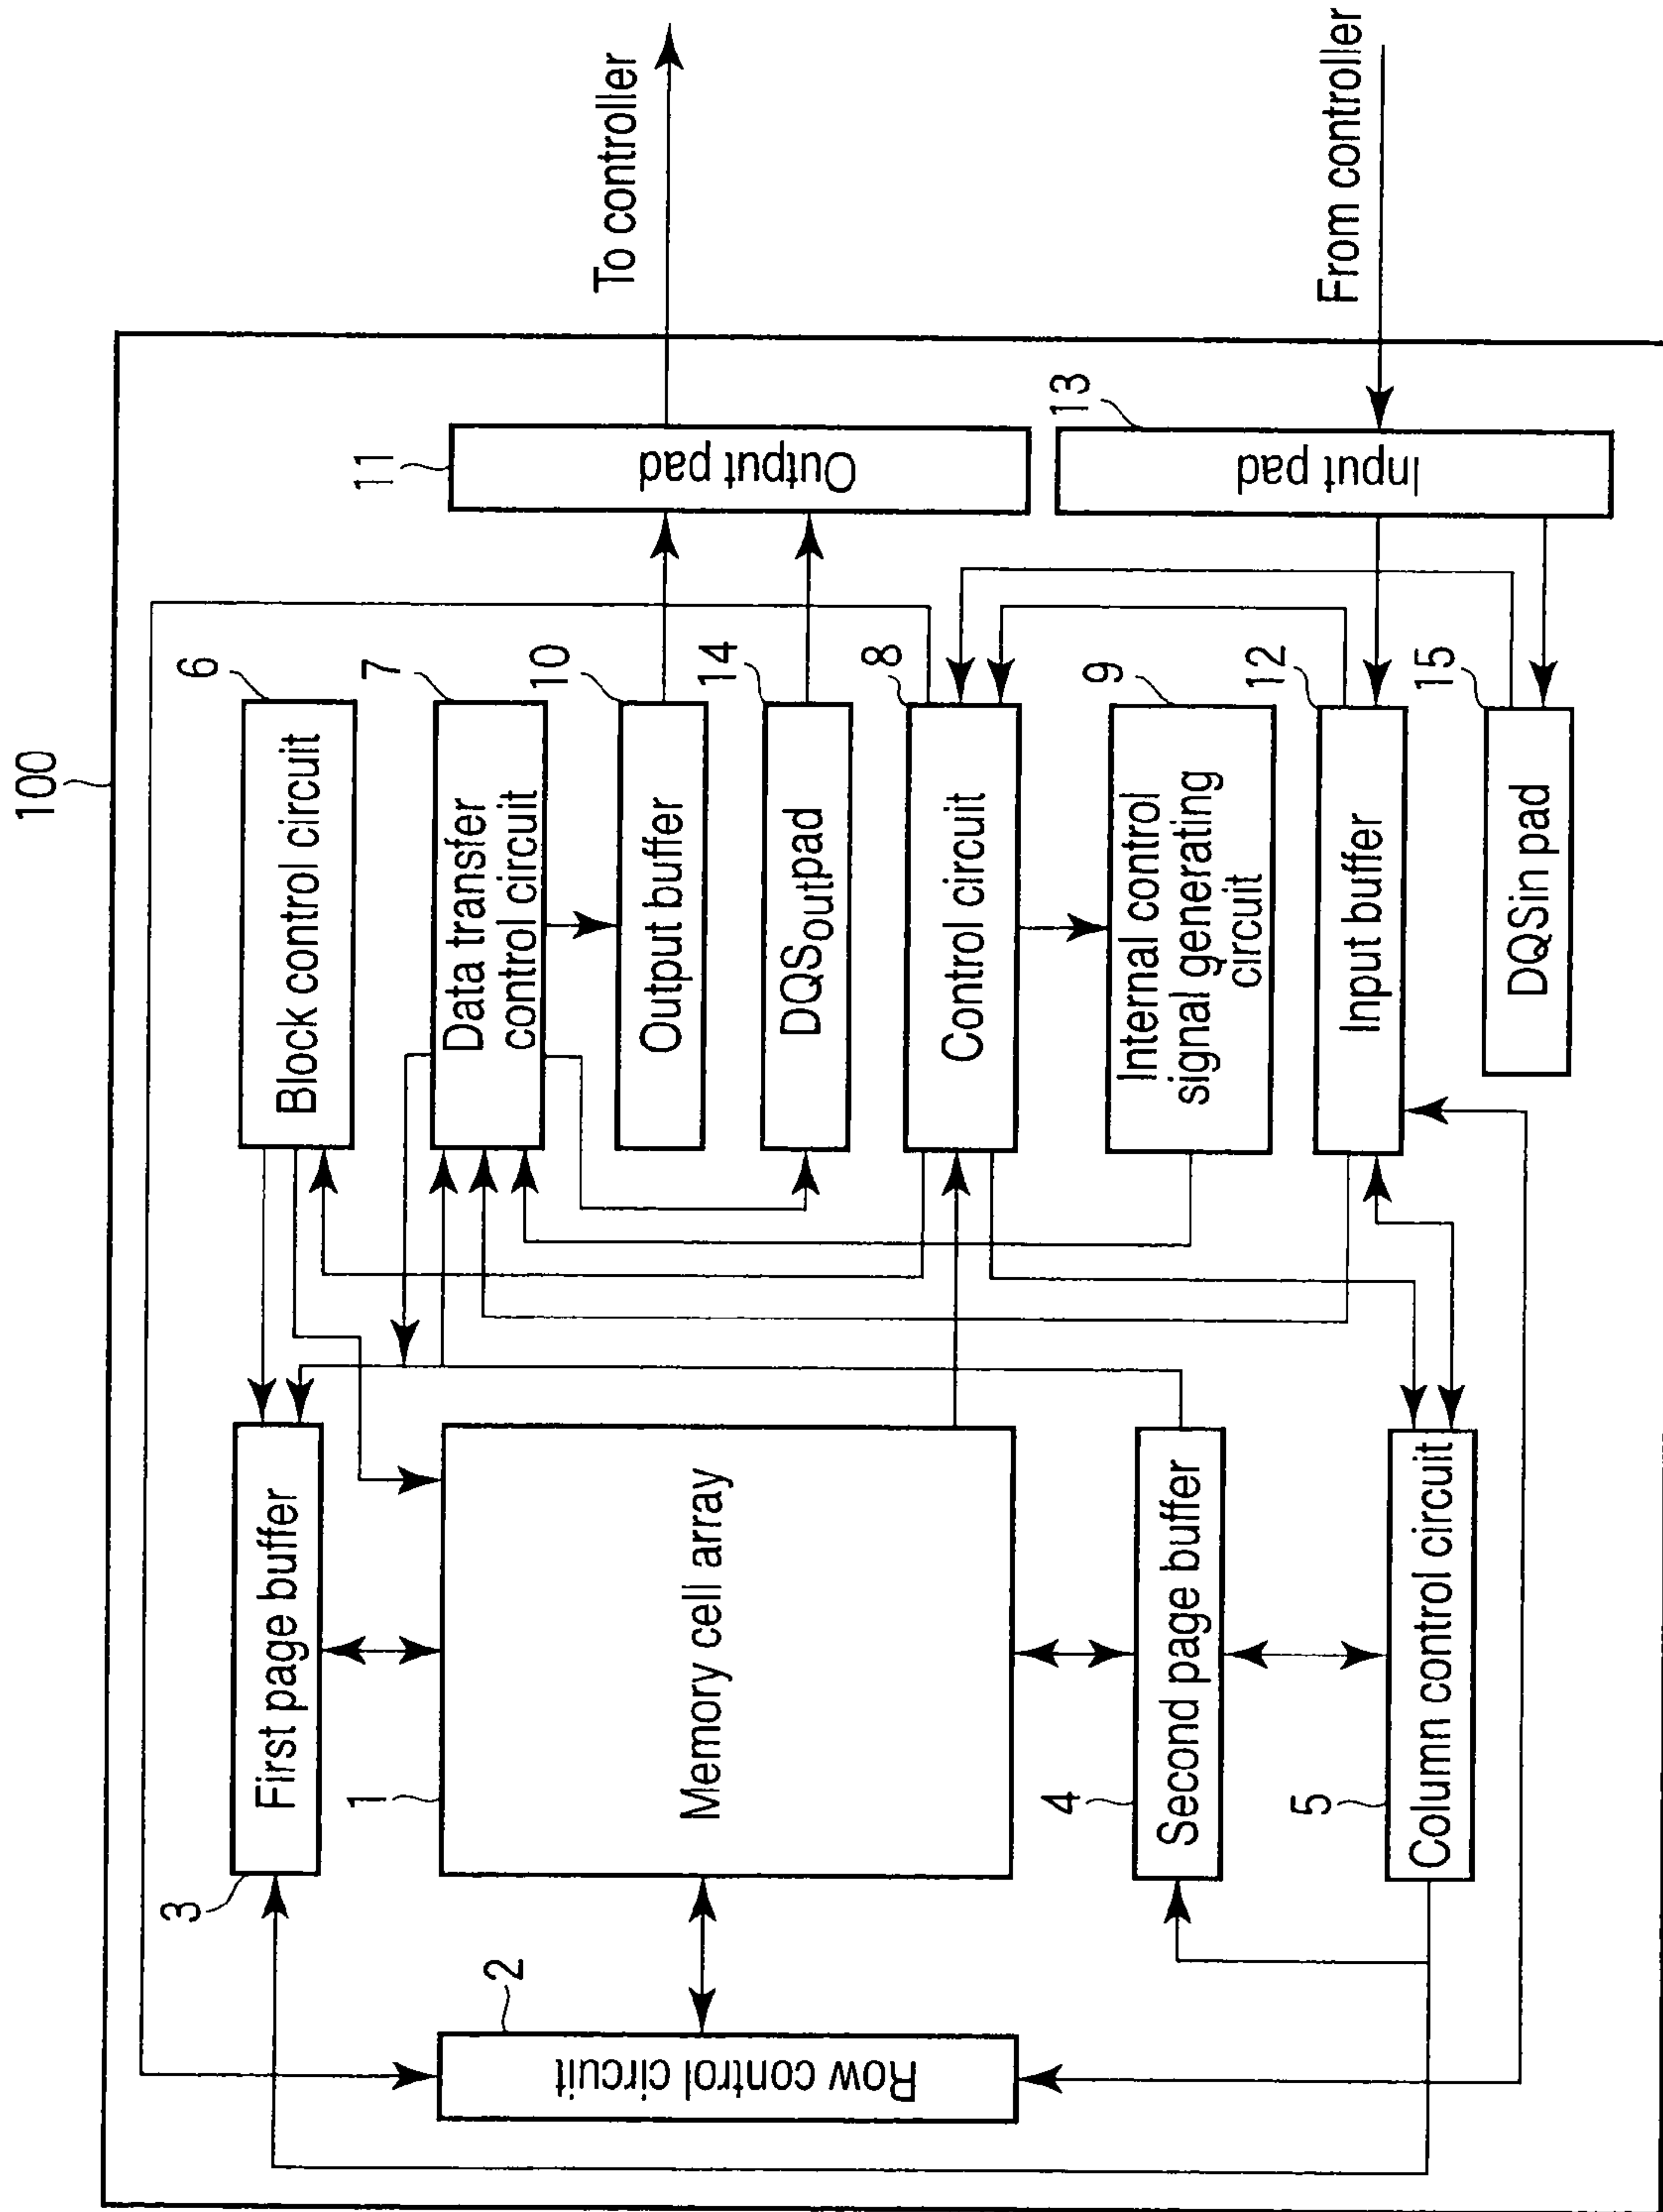 100
3
First page buffer
6
Block control circuit
1
Memory cell array
2
Row control circuit
7
Data transfer
control circuit
10
Output buffer
14
DQSoutpad
11
Output pad
To controller
8
Control circuit
4
Second page buffer
9
Internal control
signal generating
circuit
5
Column control circuit
12
Input buffer
13
Input pad
From controller
15
DQSin pad